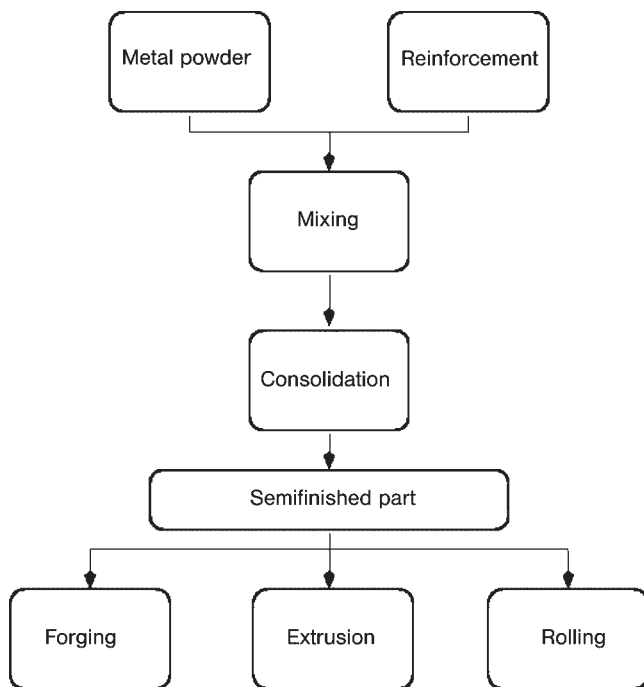 Metal powder
Reinforcement
Mixing
Consolidation
Semifinished part
Forging
Extrusion
Rolling